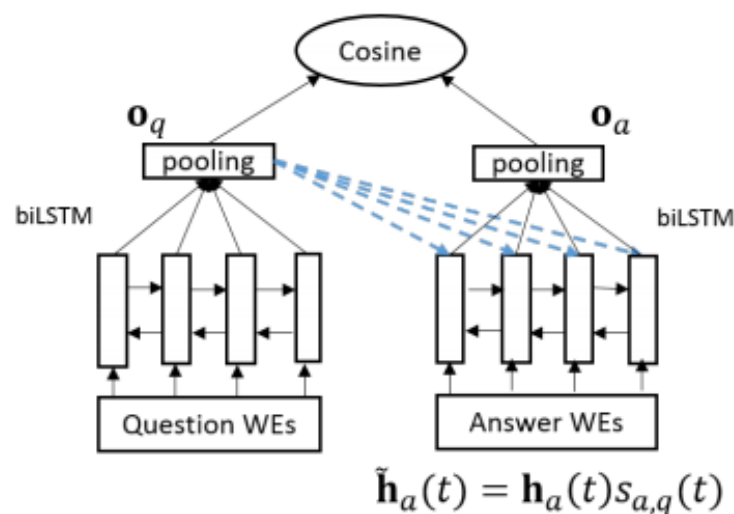 Cosine
o_q
o_a
pooling
pooling
biLSTM
biLSTM
Question WEs
Answer WEs
h̃_a(t) = h_a(t)s_{a,q}(t)